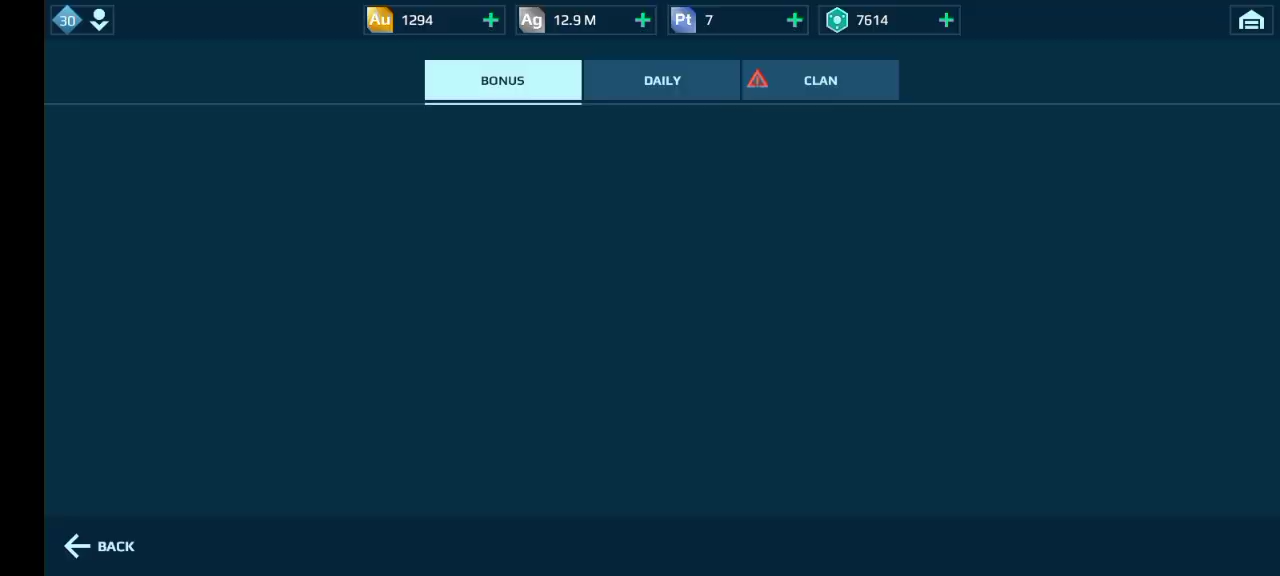 30
Au 1294
Ag 12.9 M
Pt 7
7614
BONUS
DAILY
CLAN
BACK